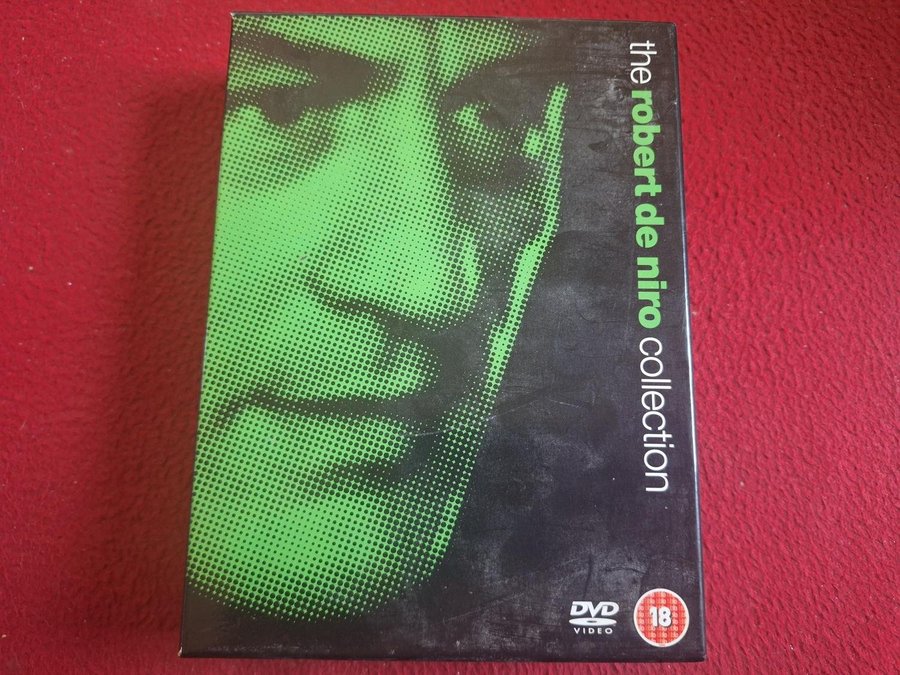 the robert de niro collection
DVD
VIDEO
18